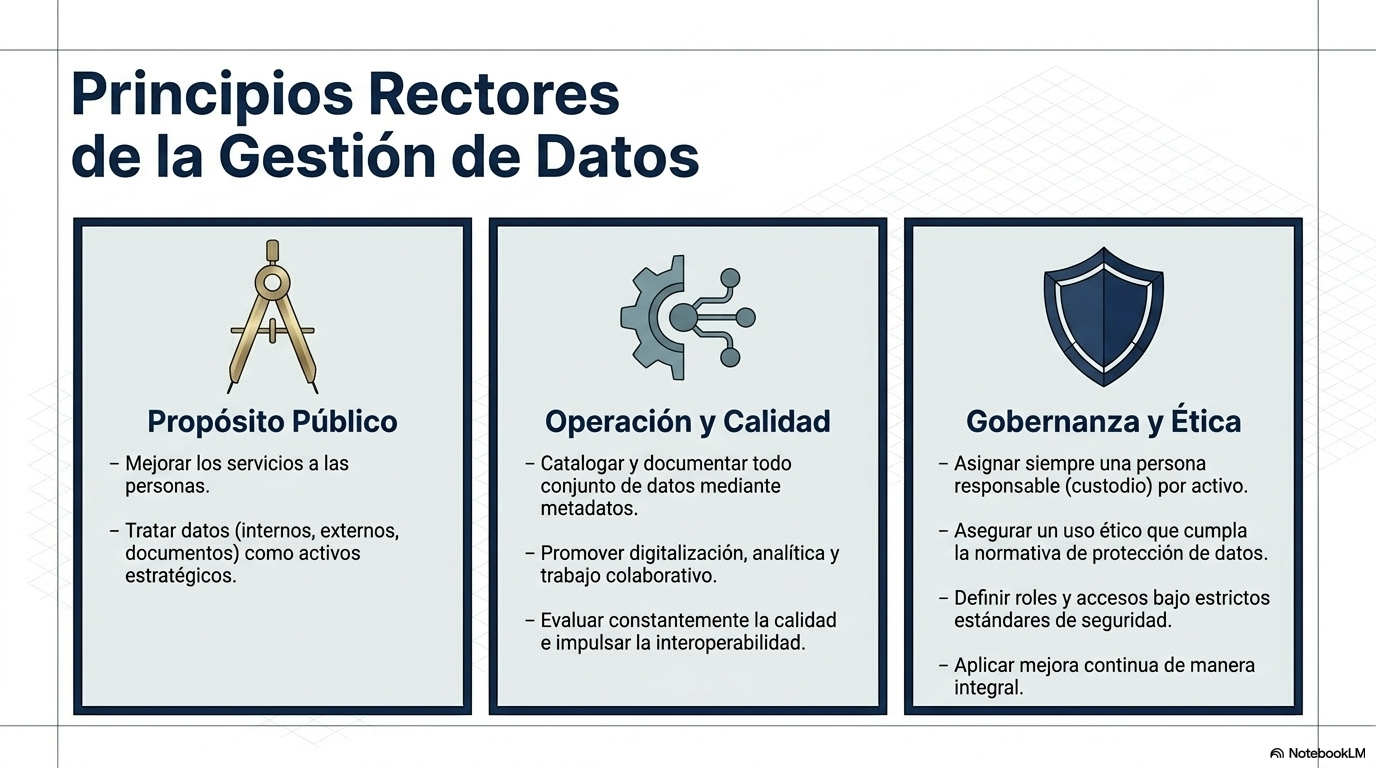 Principios Rectores
de la Gestión de Datos
Propósito Público
– Mejorar los servicios a las
personas.
– Tratar datos (internos, externos,
documentos) como activos
estratégicos.
Operación y Calidad
– Catalogar y documentar todo
conjunto de datos mediante
metadatos.
– Promover digitalización, analítica y
trabajo colaborativo.
– Evaluar constantemente la calidad
e impulsar la interoperabilidad.
Gobernanza y Ética
– Asignar siempre una persona
responsable (custodio) por activo.
– Asegurar un uso ético que cumpla
la normativa de protección de datos.
– Definir roles y accesos bajo estrictos
estándares de seguridad.
– Aplicar mejora continua de manera
integral.
NotebookLM